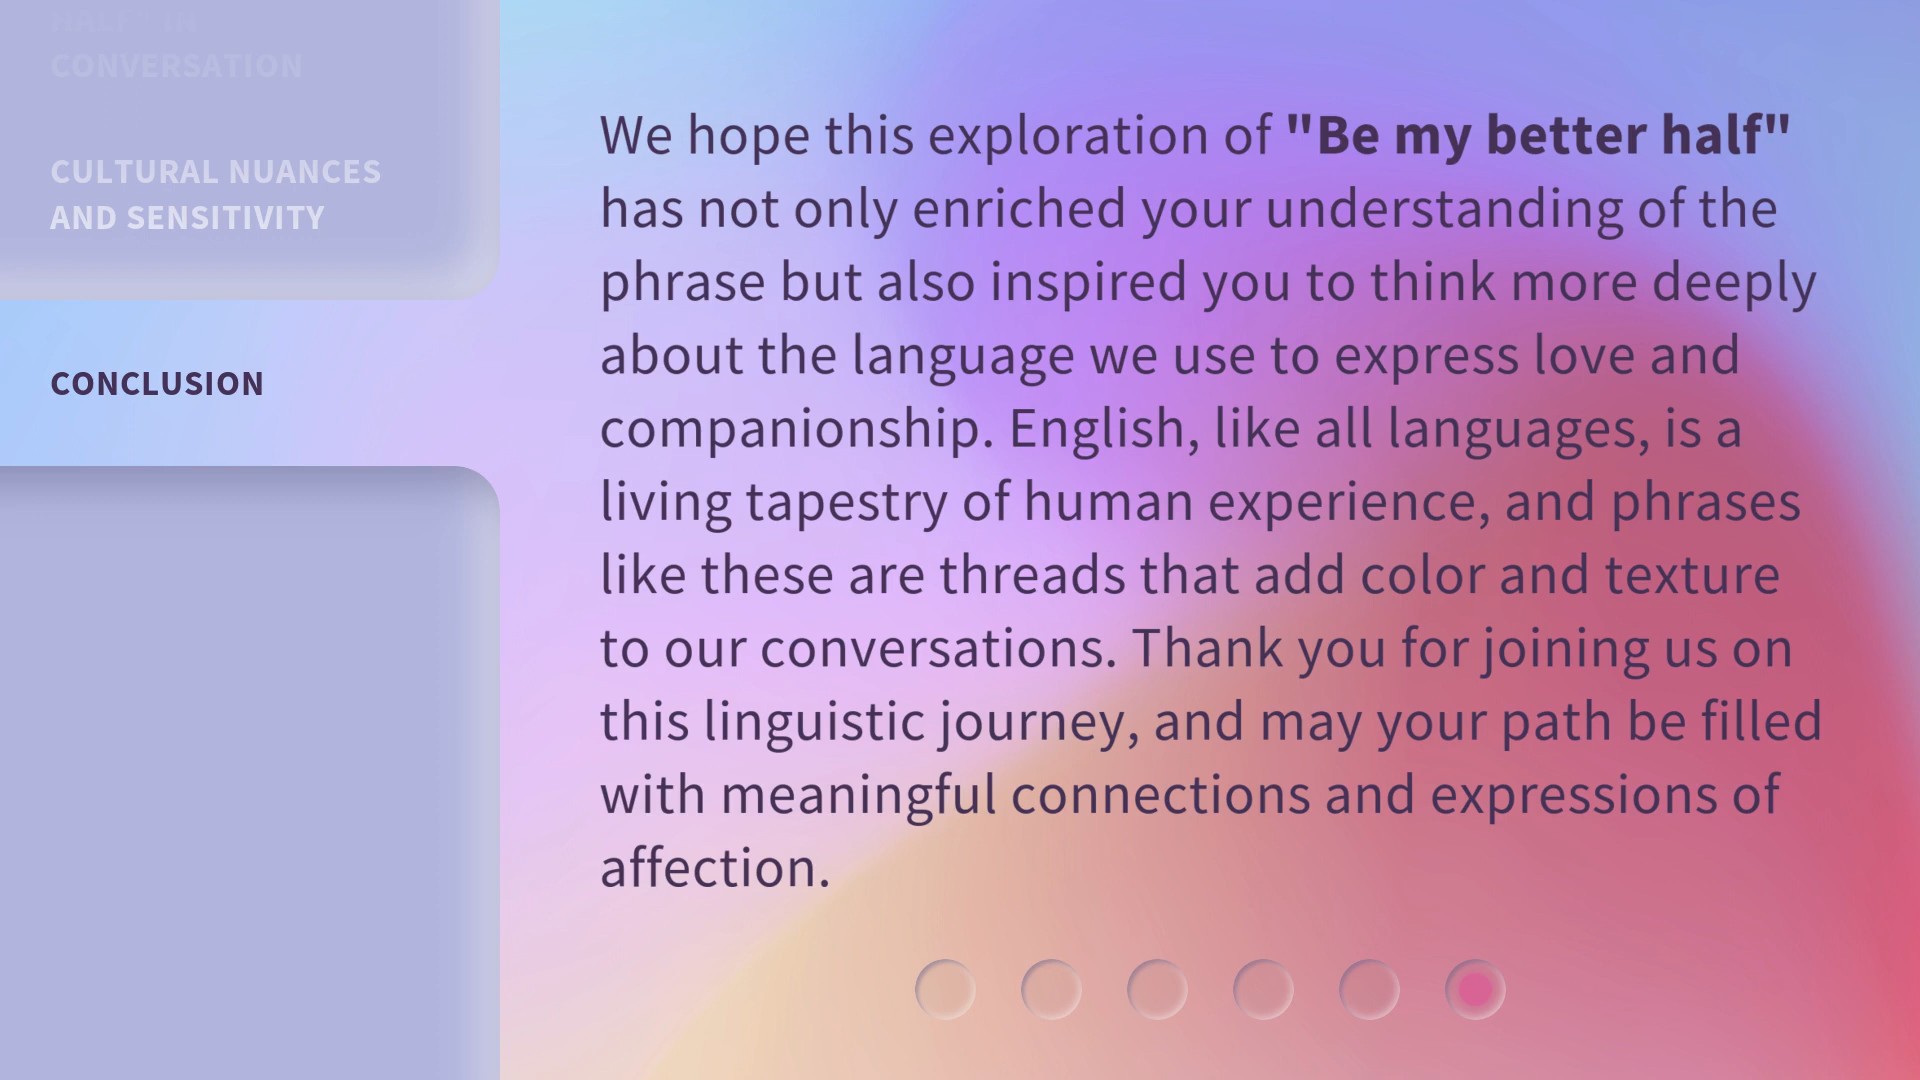 HALF" IN
CONVERSATION
CULTURAL NUANCES
AND SENSITIVITY
CONCLUSION
We hope this exploration of "Be my better half"
has not only enriched your understanding of the
phrase but also inspired you to think more deeply
about the language we use to express love and
companionship. English, like all languages, is a
living tapestry of human experience, and phrases
like these are threads that add color and texture
to our conversations. Thank you for joining us on
this linguistic journey, and may your path be filled
with meaningful connections and expressions of
affection.